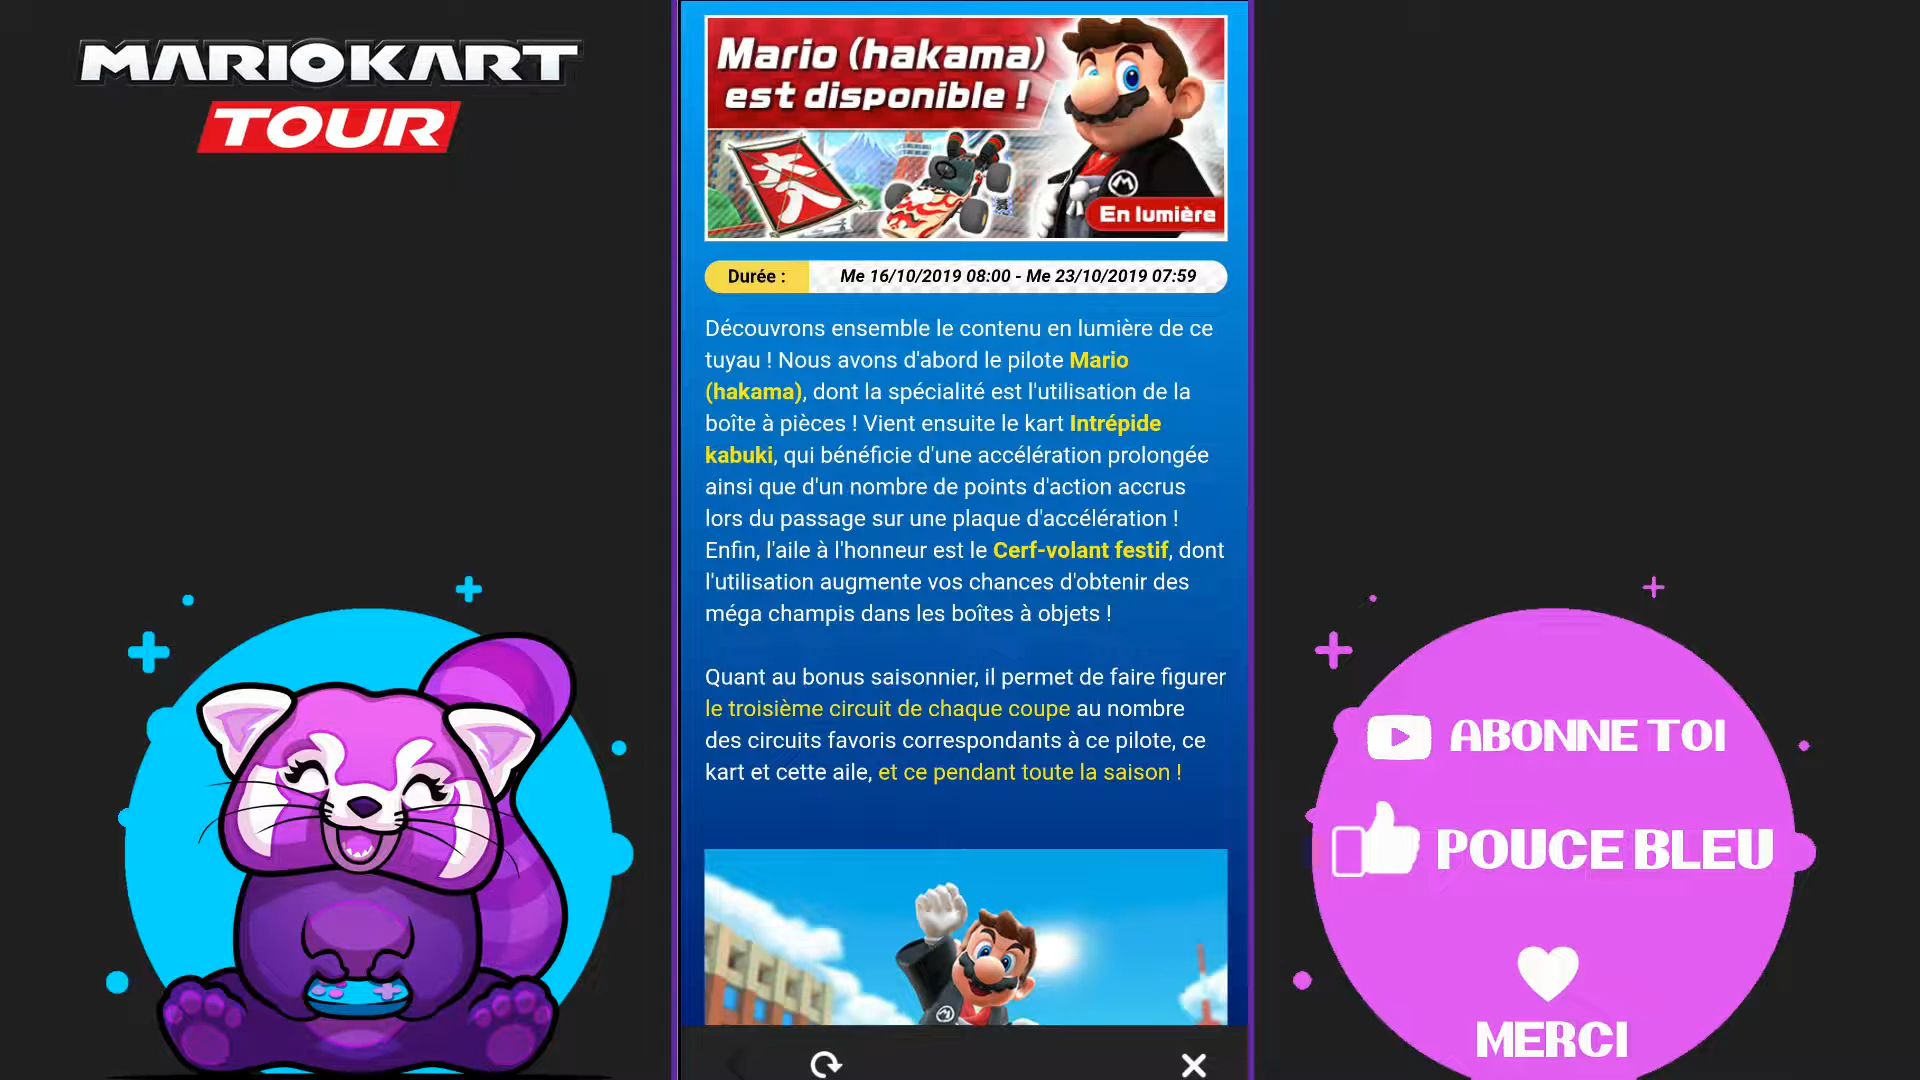 MARIOKART
TOUR
Mario (hakama)
est disponible !
En lumière
Durée :
Me 16/10/2019 08:00 - Me 23/10/2019 07:59
Découvrons ensemble le contenu en lumière de ce
tuyau ! Nous avons d'abord le pilote Mario
(hakama), dont la spécialité est l'utilisation de la
boîte à pièces ! Vient ensuite le kart Intrépide
kabuki, qui bénéficie d'une accélération prolongée
ainsi que d'un nombre de points d'action accrus
lors du passage sur une plaque d'accélération !
Enfin, l'aile à l'honneur est le Cerf-volant festif, dont
l'utilisation augmente vos chances d'obtenir des
méga champis dans les boîtes à objets !
Quant au bonus saisonnier, il permet de faire figurer
le troisième circuit de chaque coupe au nombre
des circuits favoris correspondants à ce pilote, ce
kart et cette aile, et ce pendant toute la saison !
ABONNE TOI
POUCE BLEU
MERCI